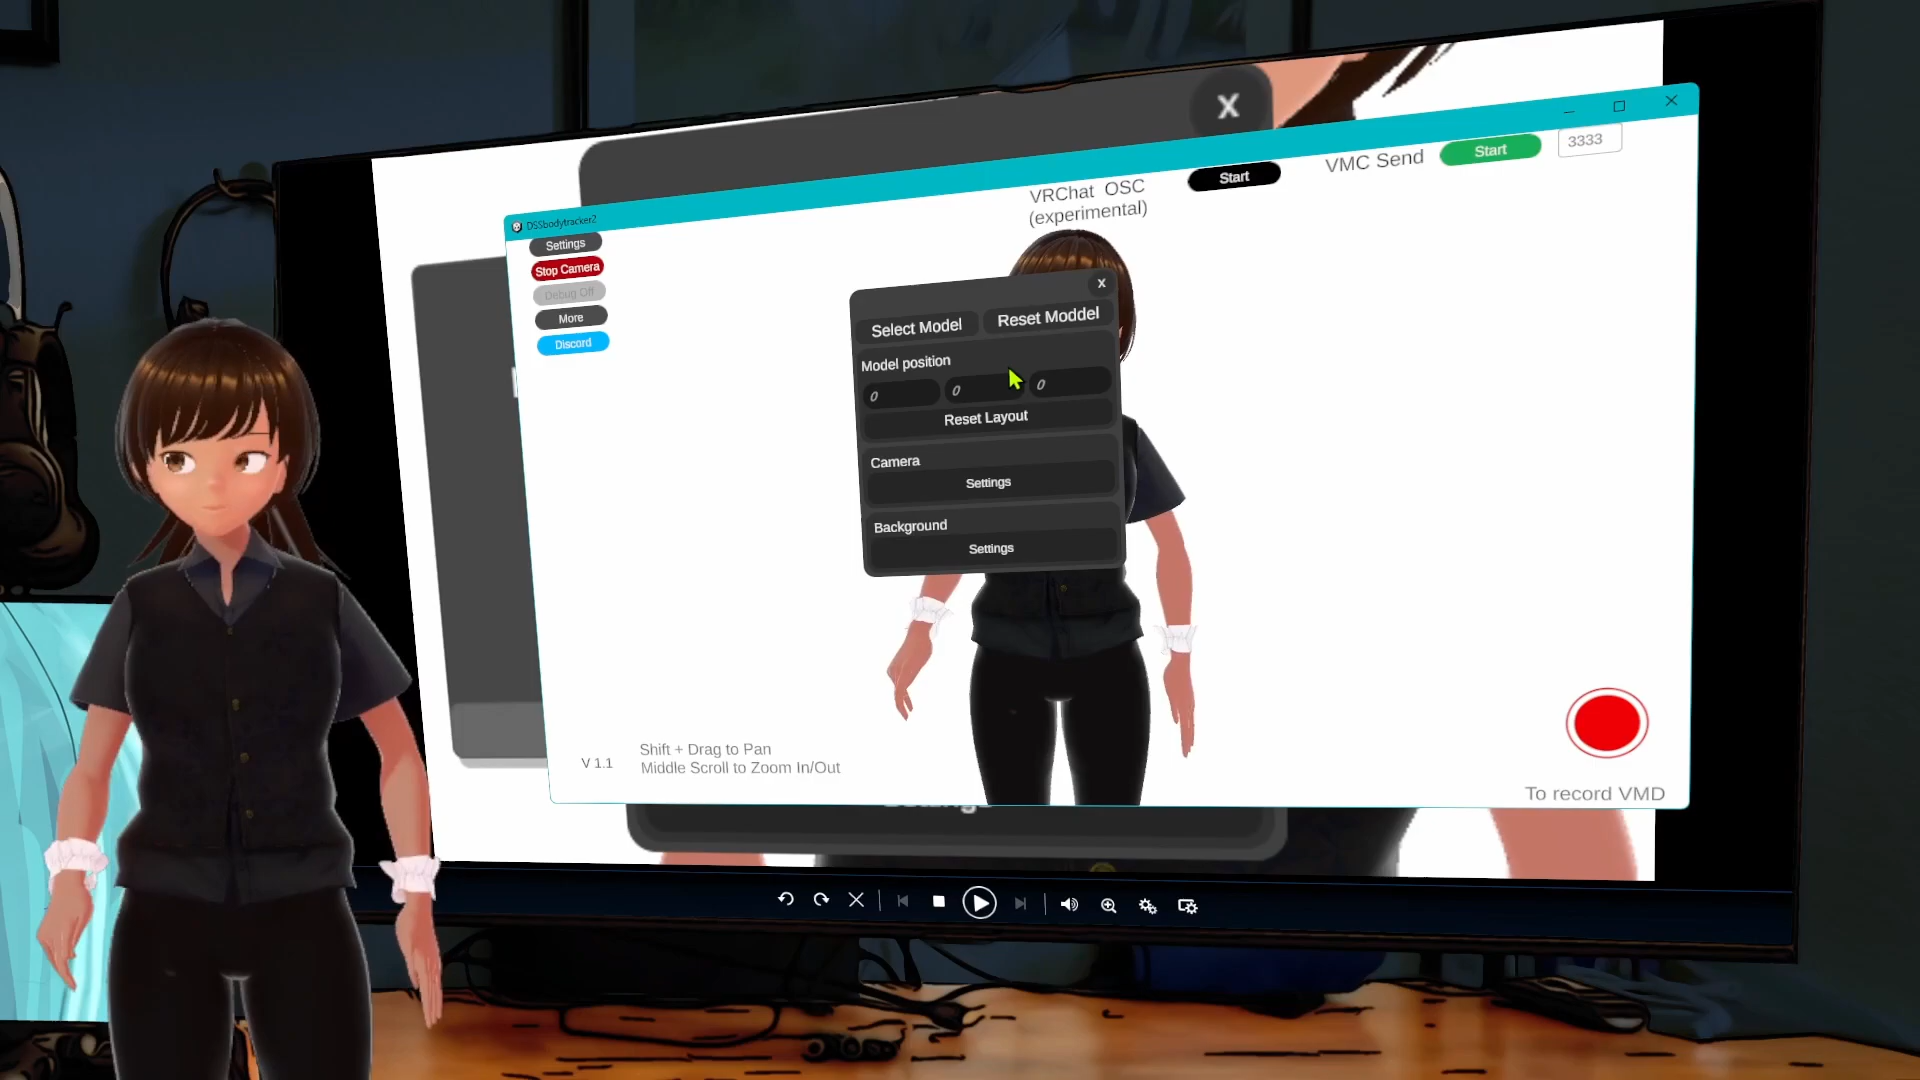 X
DSSbodytracker2
Settings
Stop Camera
Debug Off
More
Discord
VRChat OSC
(experimental)
Start
VMC Send
Start
3333
x
Select Model
Reset Moddel
Model position
0
0
0
Reset Layout
Camera
Settings
Background
Settings
V 1.1
Shift + Drag to Pan
Middle Scroll to Zoom In/Out
To record VMD